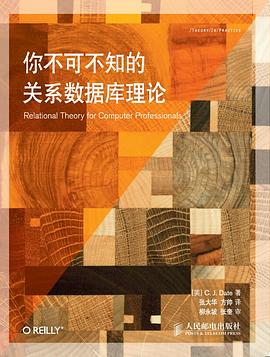 /THEORY/IN/PRACTICE
你不可不知的
关系数据库理论
Relational Theory for Computer Professionals
[英] C. J. Date 著
张大华 方帅 译
柳永坡 张奎 审
O'REILLY®
人民邮电出版社
POSTS & TELECOM PRESS